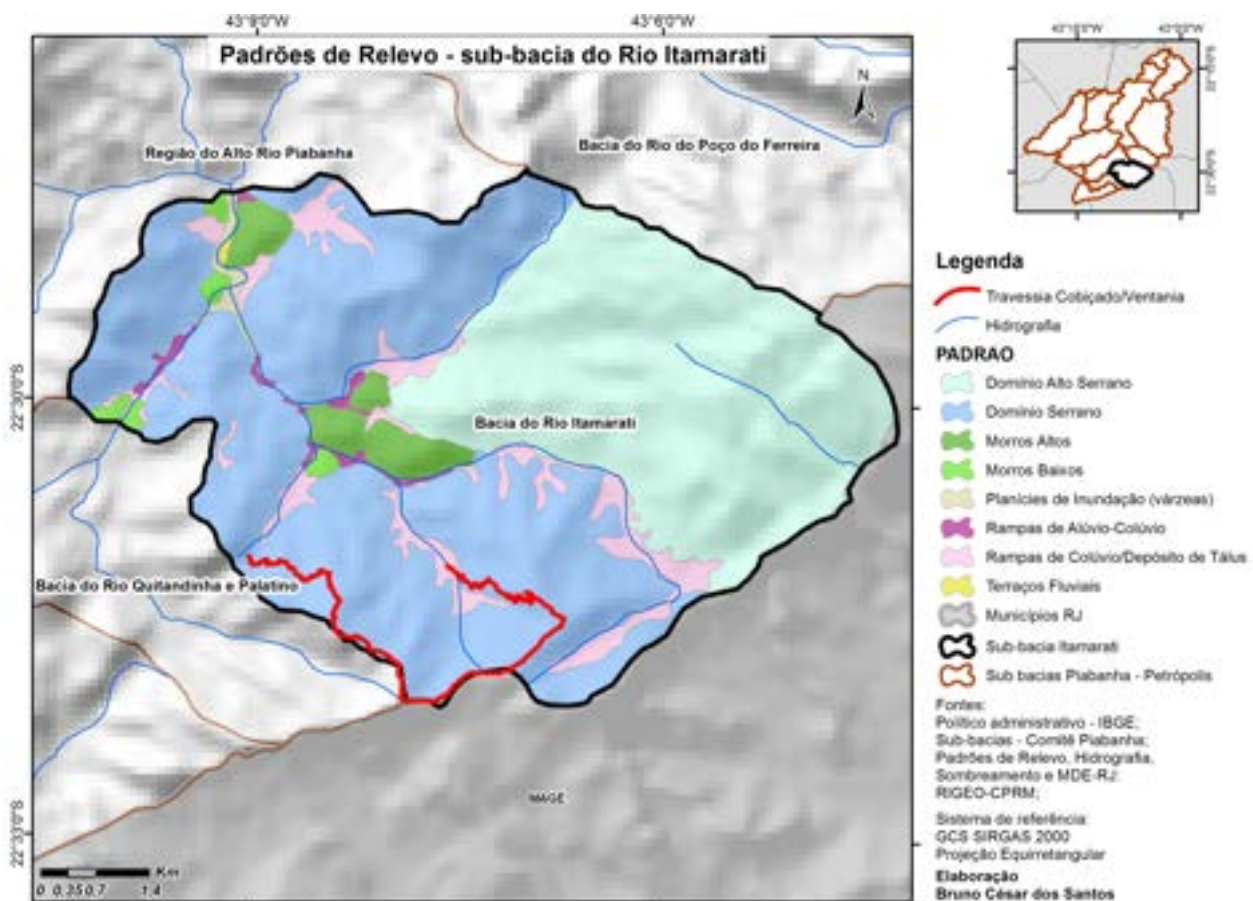 43°8'0"W
43°6'0"W
Padrões de Relevo - sub-bacia do Rio Itamarati
N
Região do Alto Rio Piabanha
Bacia do Rio do Poço do Ferreira
22°30'0"S
Bacia do Rio Itamarati
Bacia do Rio Quitandinha e Palatino
MAGÉ
22°33'0"S
Km
0 0.35 0.7 1.4
Legenda
Travessia Cobiçado/Ventania
Hidrografia
PADRAO
Domínio Alto Serrano
Domínio Serrano
Morros Altos
Morros Baixos
Planícies de Inundação (várzeas)
Rampas de Alúvio-Colúvio
Rampas de Colúvio/Depósito de Tálus
Terraços Fluviais
Municípios RJ
Sub-bacia Itamarati
Sub bacias Piabanha - Petrópolis
Fontes:
Político administrativo - IBGE;
Sub-bacias - Comitê Piabanha;
Padrões de Relevo, Hidrografia,
Sombreamento e MDE-RJ:
RIGEO-CPRM;
Sistema de referência:
GCS SIRGAS 2000
Projeção Equirretangular
Elaboração
Bruno César dos Santos